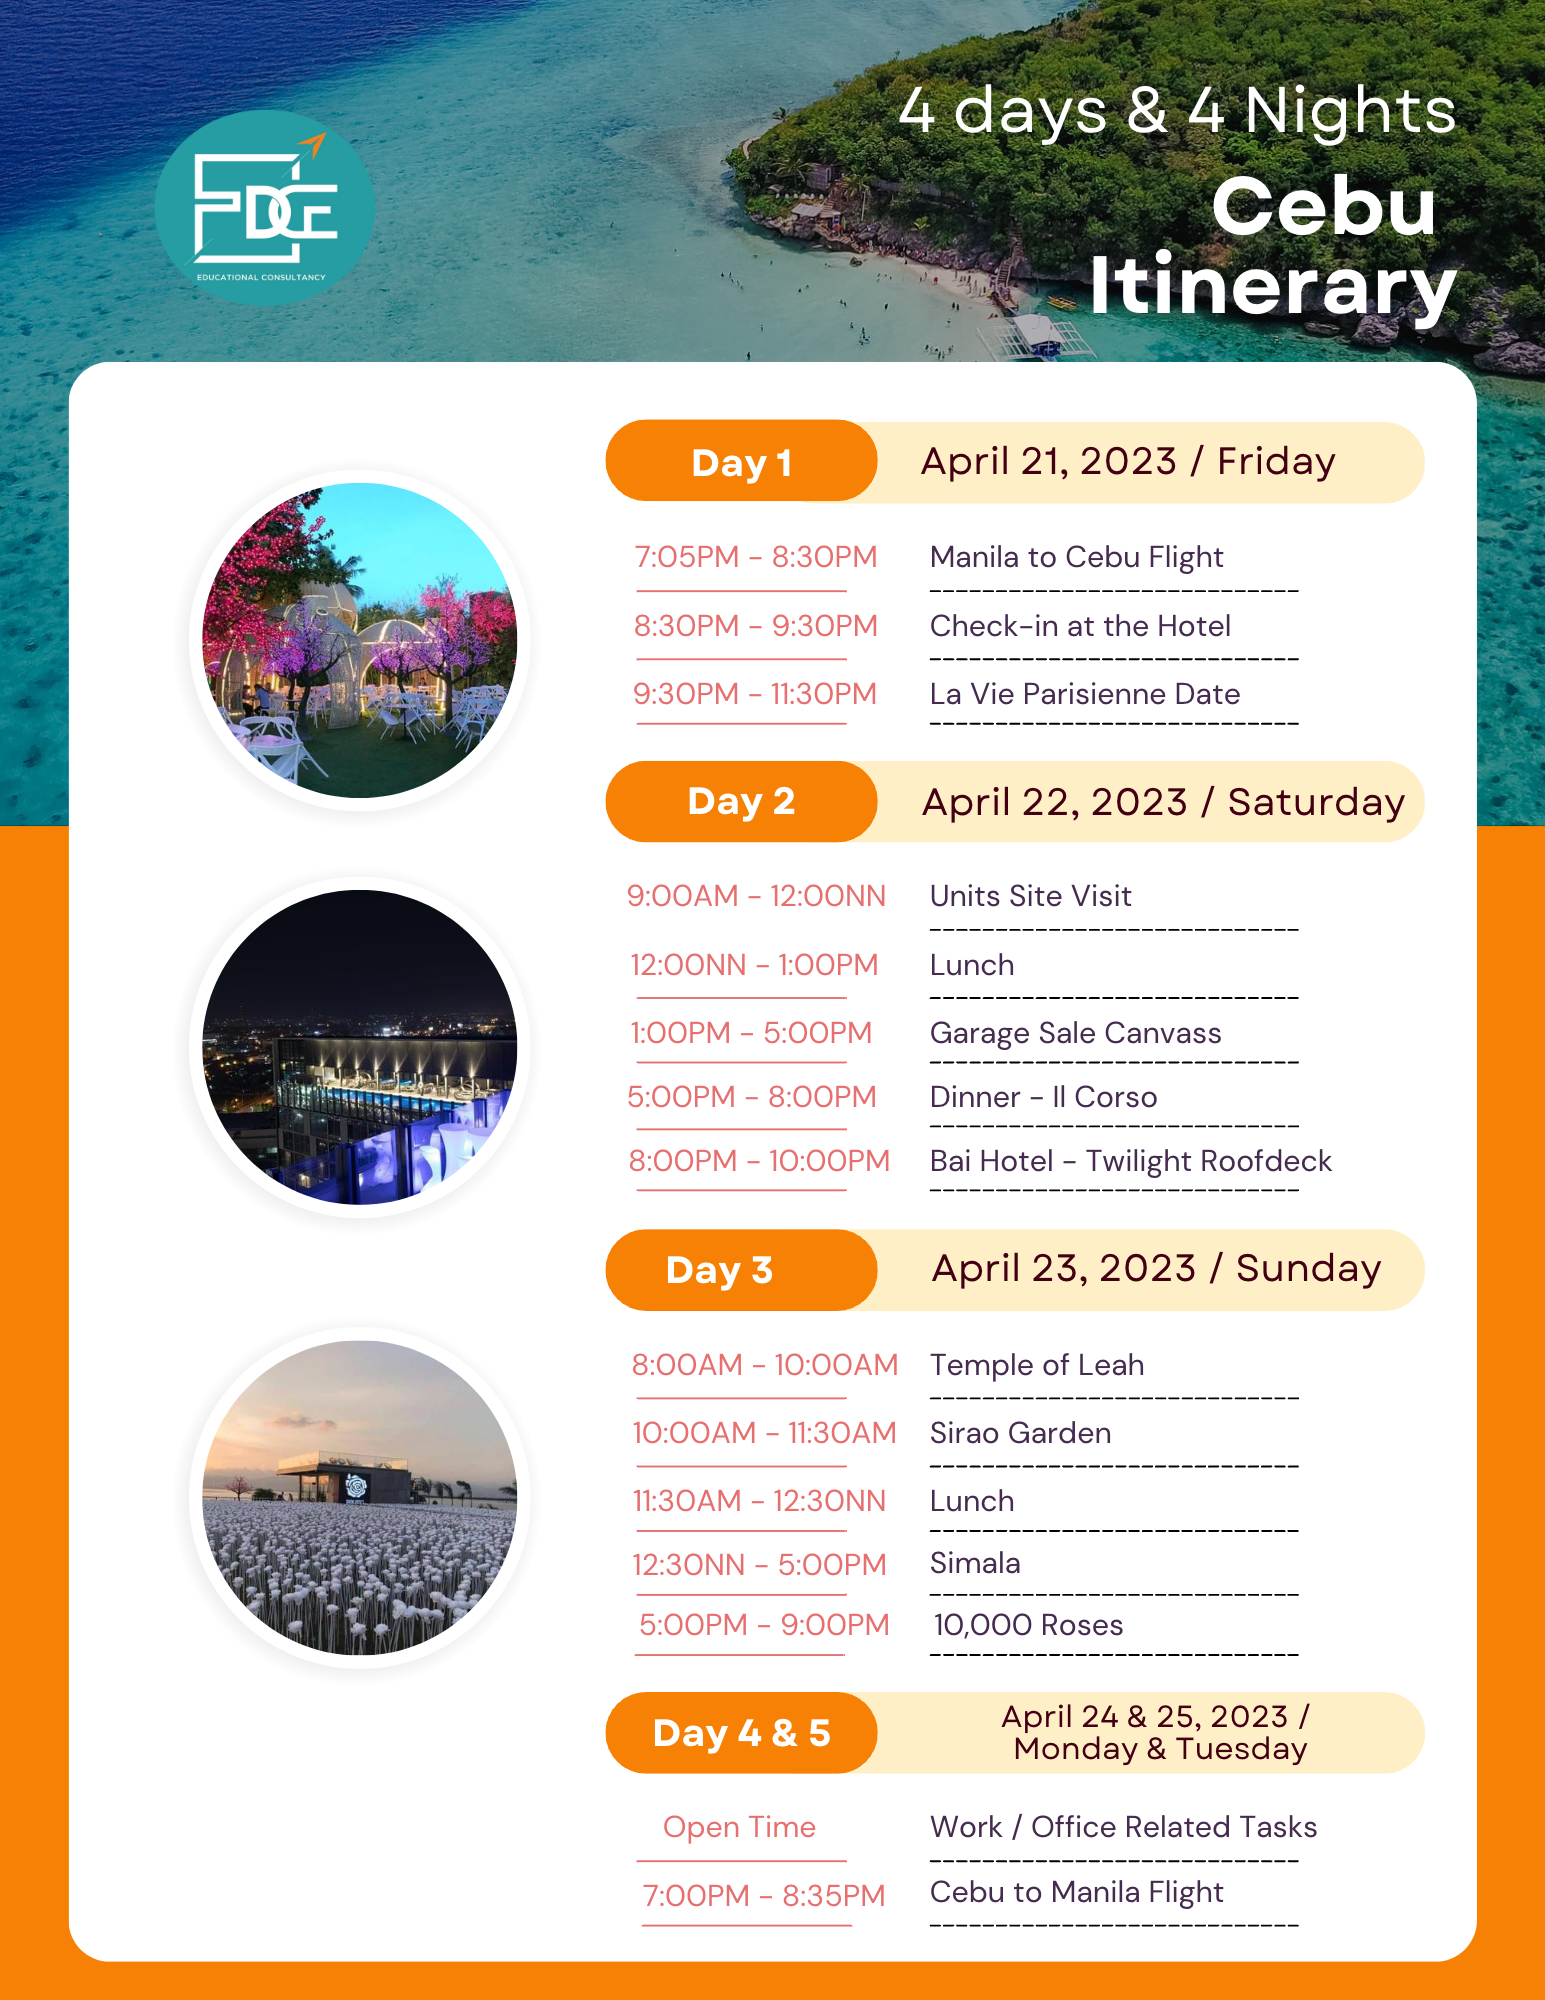 4 days & 4 Nights
Cebu
Itinerary
EDGE
EDUCATIONAL CONSULTANCY
Day 1 April 21, 2023 / Friday
7:05PM - 8:30PM Manila to Cebu Flight
8:30PM - 9:30PM Check-in at the Hotel
9:30PM - 11:30PM La Vie Parisienne Date
Day 2 April 22, 2023 / Saturday
9:00AM - 12:00NN Units Site Visit
12:00NN - 1:00PM Lunch
1:00PM - 5:00PM Garage Sale Canvass
5:00PM - 8:00PM Dinner - Il Corso
8:00PM - 10:00PM Bai Hotel - Twilight Roofdeck
Day 3 April 23, 2023 / Sunday
8:00AM - 10:00AM Temple of Leah
10:00AM - 11:30AM Sirao Garden
11:30AM - 12:30NN Lunch
12:30NN - 5:00PM Simala
5:00PM - 9:00PM 10,000 Roses
Day 4 & 5 April 24 & 25, 2023 /
Monday & Tuesday
Open Time Work / Office Related Tasks
7:00PM - 8:35PM Cebu to Manila Flight